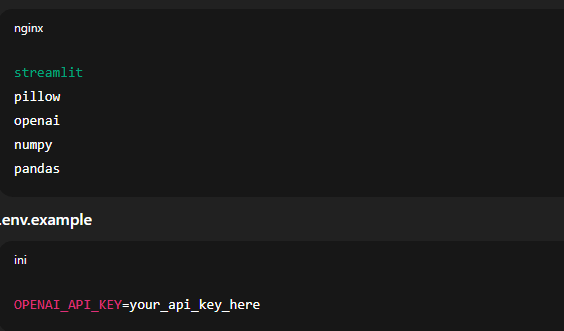 nginx
streamlit
pillow
openai
numpy
pandas
.env.example
ini
OPENAI_API_KEY=your_api_key_here